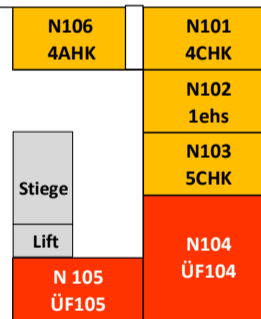 N106
4AHK
N101
4CHK
N102
1ehs
N103
5CHK
Stiege
Lift
N104
ÜF104
N 105
ÜF105